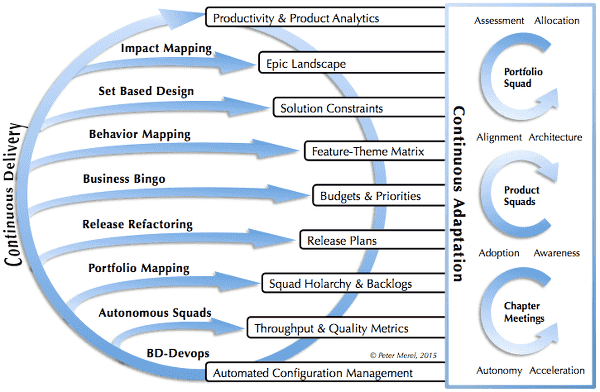 Productivity & Product Analytics
Impact Mapping
Epic Landscape
Set Based Design
Solution Constraints
Behavior Mapping
Feature-Theme Matrix
Business Bingo
Budgets & Priorities
Release Refactoring
Release Plans
Portfolio Mapping
Squad Holarchy & Backlogs
Autonomous Squads
Throughput & Quality Metrics
BD-Devops
© Peter Merel, 2015
Automated Configuration Management
Continuous Delivery
Continuous Adaptation
Assessment Allocation
Portfolio
Squad
Alignment Architecture
Product
Squads
Adoption Awareness
Chapter
Meetings
Autonomy Acceleration